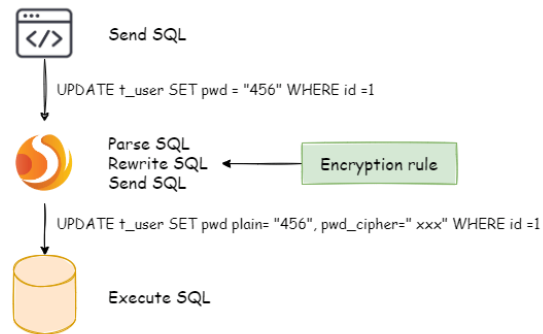 </>
Send SQL
UPDATE t_user SET pwd = "456" WHERE id =1
Parse SQL
Rewrite SQL
Send SQL
Encryption rule
UPDATE t_user SET pwd plain= "456", pwd_cipher=" xxx" WHERE id =1
Execute SQL